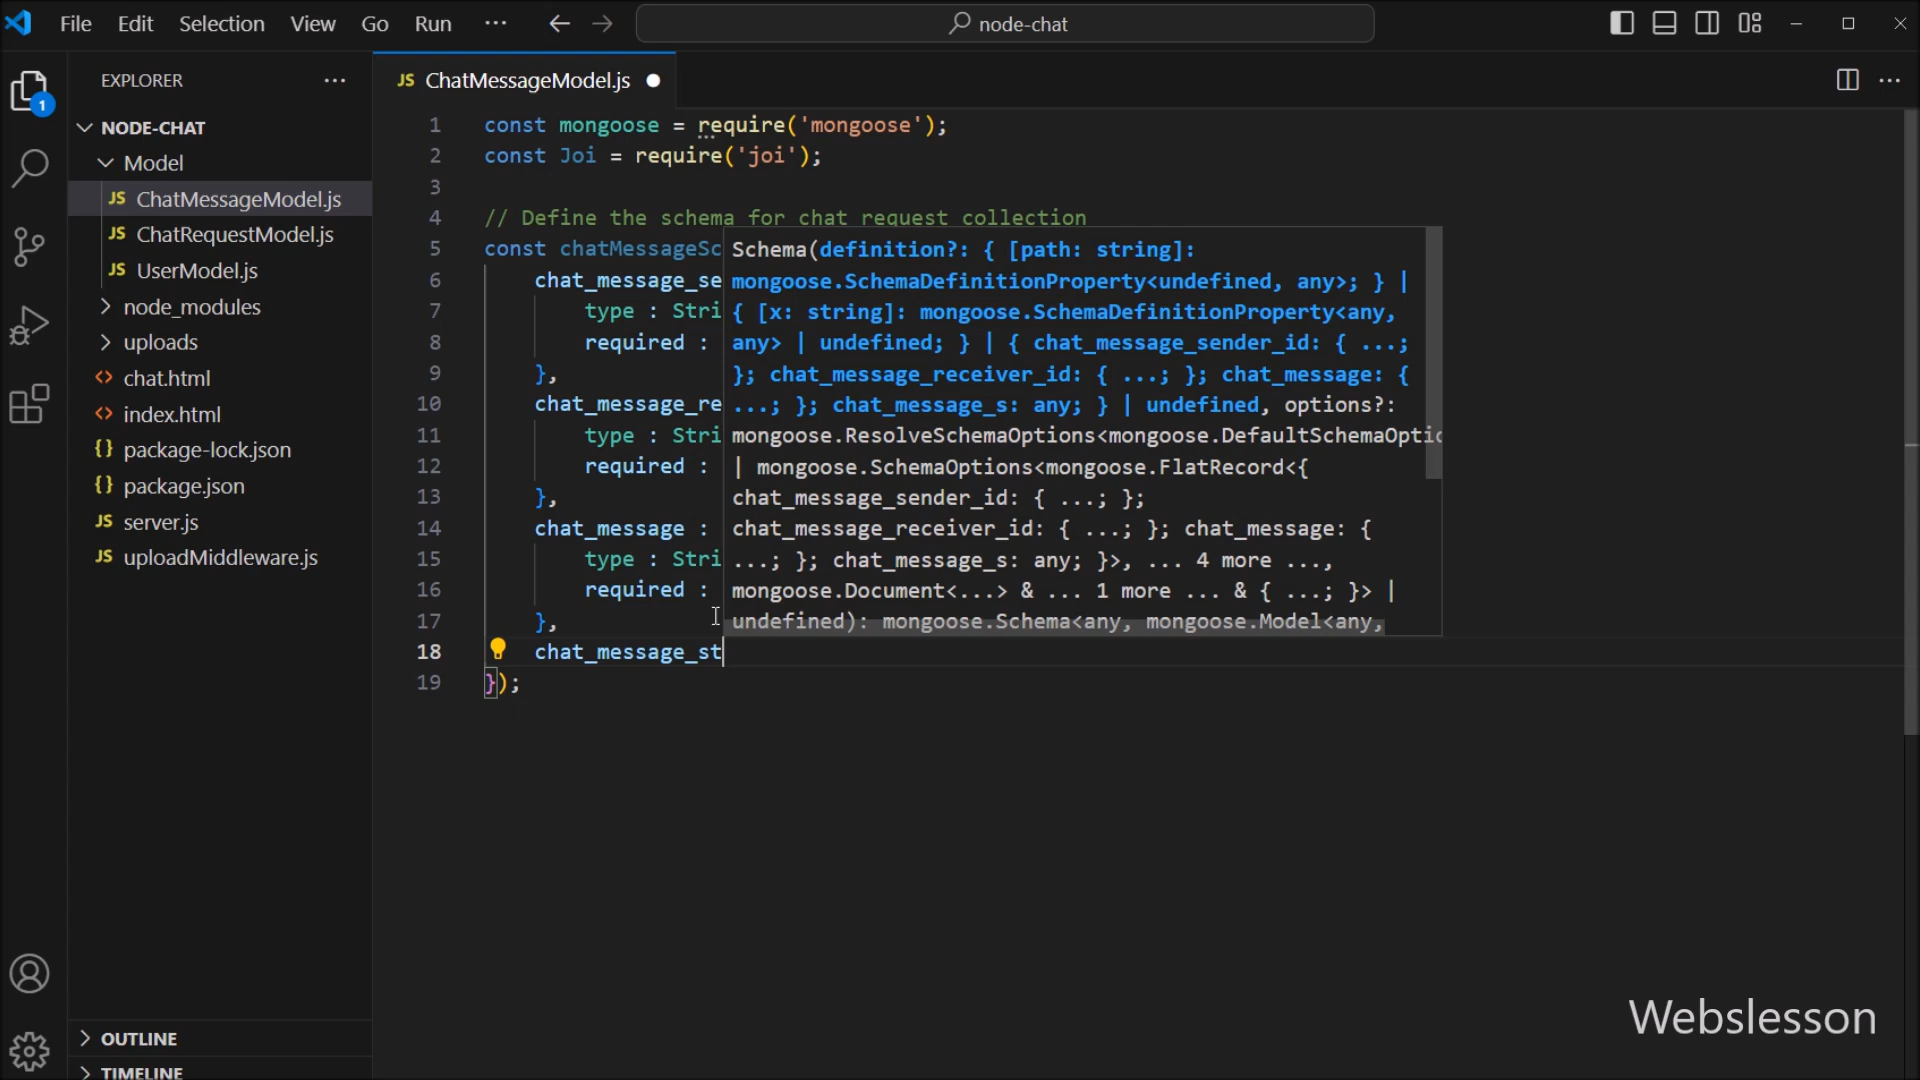 File Edit Selection View Go Run ··· node-chat
EXPLORER ···
NODE-CHAT
Model
JS ChatMessageModel.js
JS ChatRequestModel.js
JS UserModel.js
node_modules
uploads
<> chat.html
<> index.html
{} package-lock.json
{} package.json
JS server.js
JS uploadMiddleware.js
OUTLINE
TIMELINE
1
JS ChatMessageModel.js
1 const mongoose = require('mongoose');
2 const Joi = require('joi');
3
4 // Define the schema for chat request collection
5 const chatMessageSc
6 chat_message_se
7 type : Stri
8 required :
9 },
10 chat_message_re
11 type : Stri
12 required :
13 },
14 chat_message :
15 type : Stri
16 required :
17 },
18 chat_message_st
19 });
Schema(definition?: { [path: string]:
mongoose.SchemaDefinitionProperty<undefined, any>; } |
{ [x: string]: mongoose.SchemaDefinitionProperty<any,
any> | undefined; } | { chat_message_sender_id: { ...;
}; chat_message_receiver_id: { ...; }; chat_message: {
...; }; chat_message_s: any; } | undefined, options?:
mongoose.ResolveSchemaOptions<mongoose.DefaultSchemaOptio
| mongoose.SchemaOptions<mongoose.FlatRecord<{
chat_message_sender_id: { ...; };
chat_message_receiver_id: { ...; }; chat_message: {
...; }; chat_message_s: any; }>, ... 4 more ...,
mongoose.Document<...> & ... 1 more ... & { ...; }> |
undefined): mongoose.Schema<any, mongoose.Model<any,
Webslesson